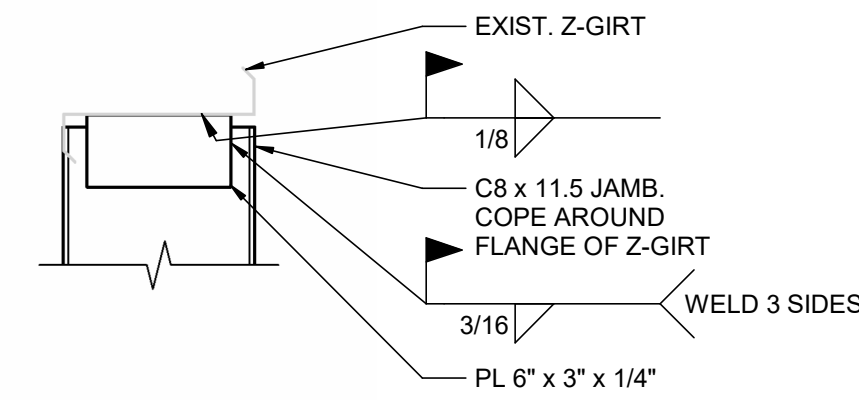 EXIST. Z-GIRT
1/8
C8 x 11.5 JAMB.
COPE AROUND
FLANGE OF Z-GIRT
3/16
WELD 3 SIDES
PL 6" x 3" x 1/4"